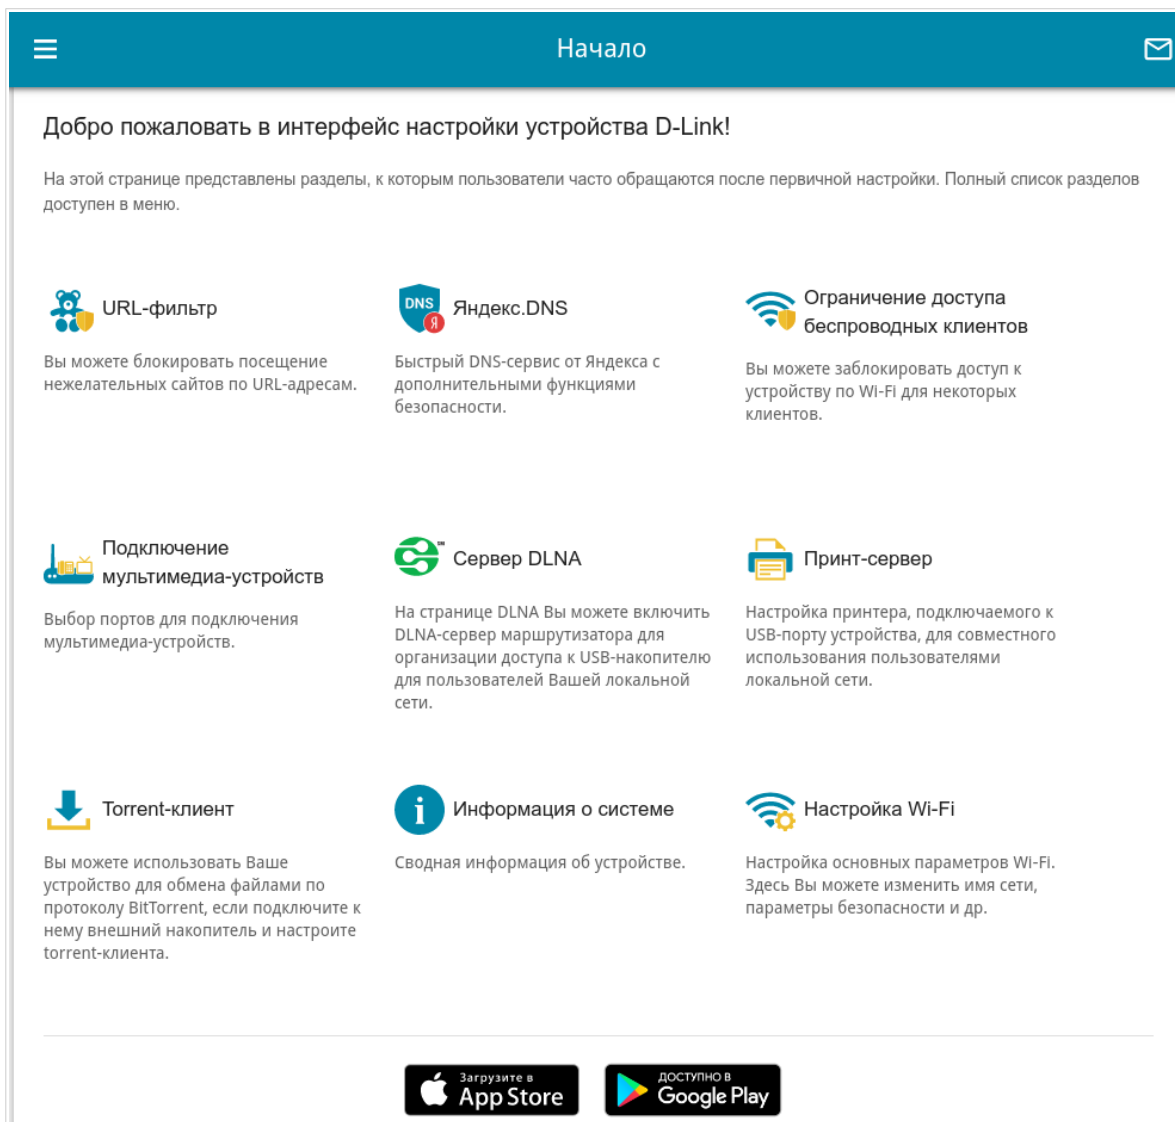 Начало
Добро пожаловать в интерфейс настройки устройства D-Link!
На этой странице представлены разделы, к которым пользователи часто обращаются после первичной настройки. Полный список разделов
доступен в меню.
URL-фильтр
Вы можете блокировать посещение
нежелательных сайтов по URL-адресам.
DNS
Я
Яндекс.DNS
Быстрый DNS-сервис от Яндекса с
дополнительными функциями
безопасности.
Ограничение доступа
беспроводных клиентов
Вы можете заблокировать доступ к
устройству по Wi-Fi для некоторых
клиентов.
Подключение
мультимедиа-устройств
Выбор портов для подключения
мультимедиа-устройств.
Сервер DLNA
На странице DLNA Вы можете включить
DLNA-сервер маршрутизатора для
организации доступа к USB-накопителю
для пользователей Вашей локальной
сети.
Принт-сервер
Настройка принтера, подключаемого к
USB-порту устройства, для совместного
использования пользователями
локальной сети.
Torrent-клиент
Вы можете использовать Ваше
устройство для обмена файлами по
протоколу BitTorrent, если подключите к
нему внешний накопитель и настроите
torrent-клиента.
i
Информация о системе
Сводная информация об устройстве.
Настройка Wi-Fi
Настройка основных параметров Wi-Fi.
Здесь Вы можете изменить имя сети,
параметры безопасности и др.
Загрузите в
App Store
ДОСТУПНО В
Google Play